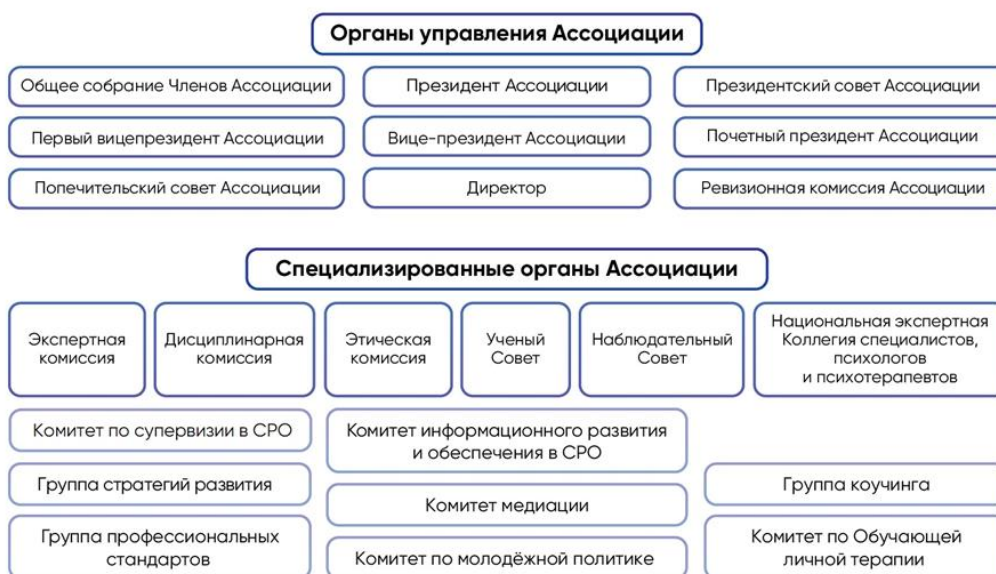 Органы управления Ассоциации
Общее собрание Членов Ассоциации
Президент Ассоциации
Президентский совет Ассоциации
Первый вицепрезидент Ассоциации
Вице-президент Ассоциации
Почетный президент Ассоциации
Попечительский совет Ассоциации
Директор
Ревизионная комиссия Ассоциации
Специализированные органы Ассоциации
Экспертная
комиссия
Дисциплинарная
комиссия
Этическая
комиссия
Ученый
Совет
Наблюдательный
Совет
Национальная экспертная
Коллегия специалистов,
психологов
и психотерапевтов
Комитет по супервизии в СРО
Комитет информационного развития
и обеспечения в СРО
Группа стратегий развития
Комитет медиации
Группа коучинга
Группа профессиональных
стандартов
Комитет по молодёжной политике
Комитет по Обучающей
личной терапии